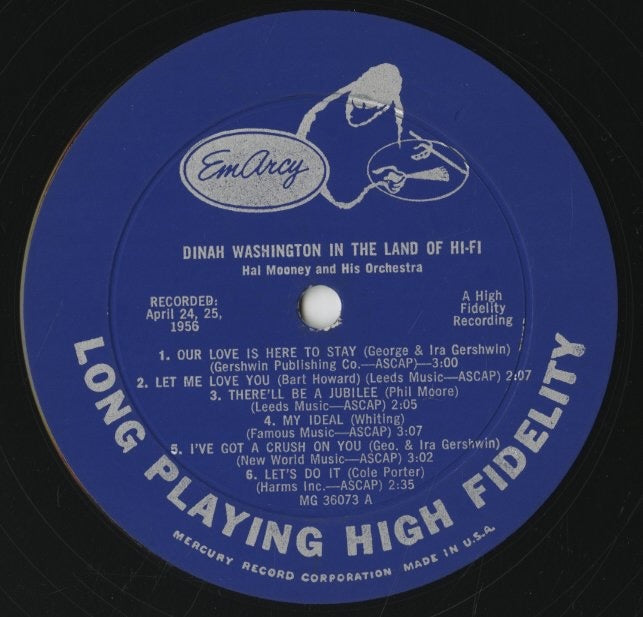 EmArcy
DINAH WASHINGTON IN THE LAND OF HI-FI
Hal Mooney and His Orchestra
RECORDED:
April 24, 25,
1956
A High
Fidelity
Recording
1. OUR LOVE IS HERE TO STAY (George & Ira Gershwin)
(Gershwin Publishing Co.—ASCAP)—3:00
2. LET ME LOVE YOU (Bart Howard) (Leeds Music—ASCAP) 2:07
3. THERE'LL BE A JUBILEE (Phil Moore)
(Leeds Music—ASCAP) 2:05
4. MY IDEAL (Whiting)
(Famous Music—ASCAP) 3:07
5. I'VE GOT A CRUSH ON YOU (Geo. & Ira Gershwin)
(New World Music—ASCAP) 3:02
6. LET'S DO IT (Cole Porter)
(Harms Inc.—ASCAP) 2:35
MG 36073 A
LONG PLAYING HIGH FIDELITY
MERCURY RECORD CORPORATION MADE IN U.S.A.